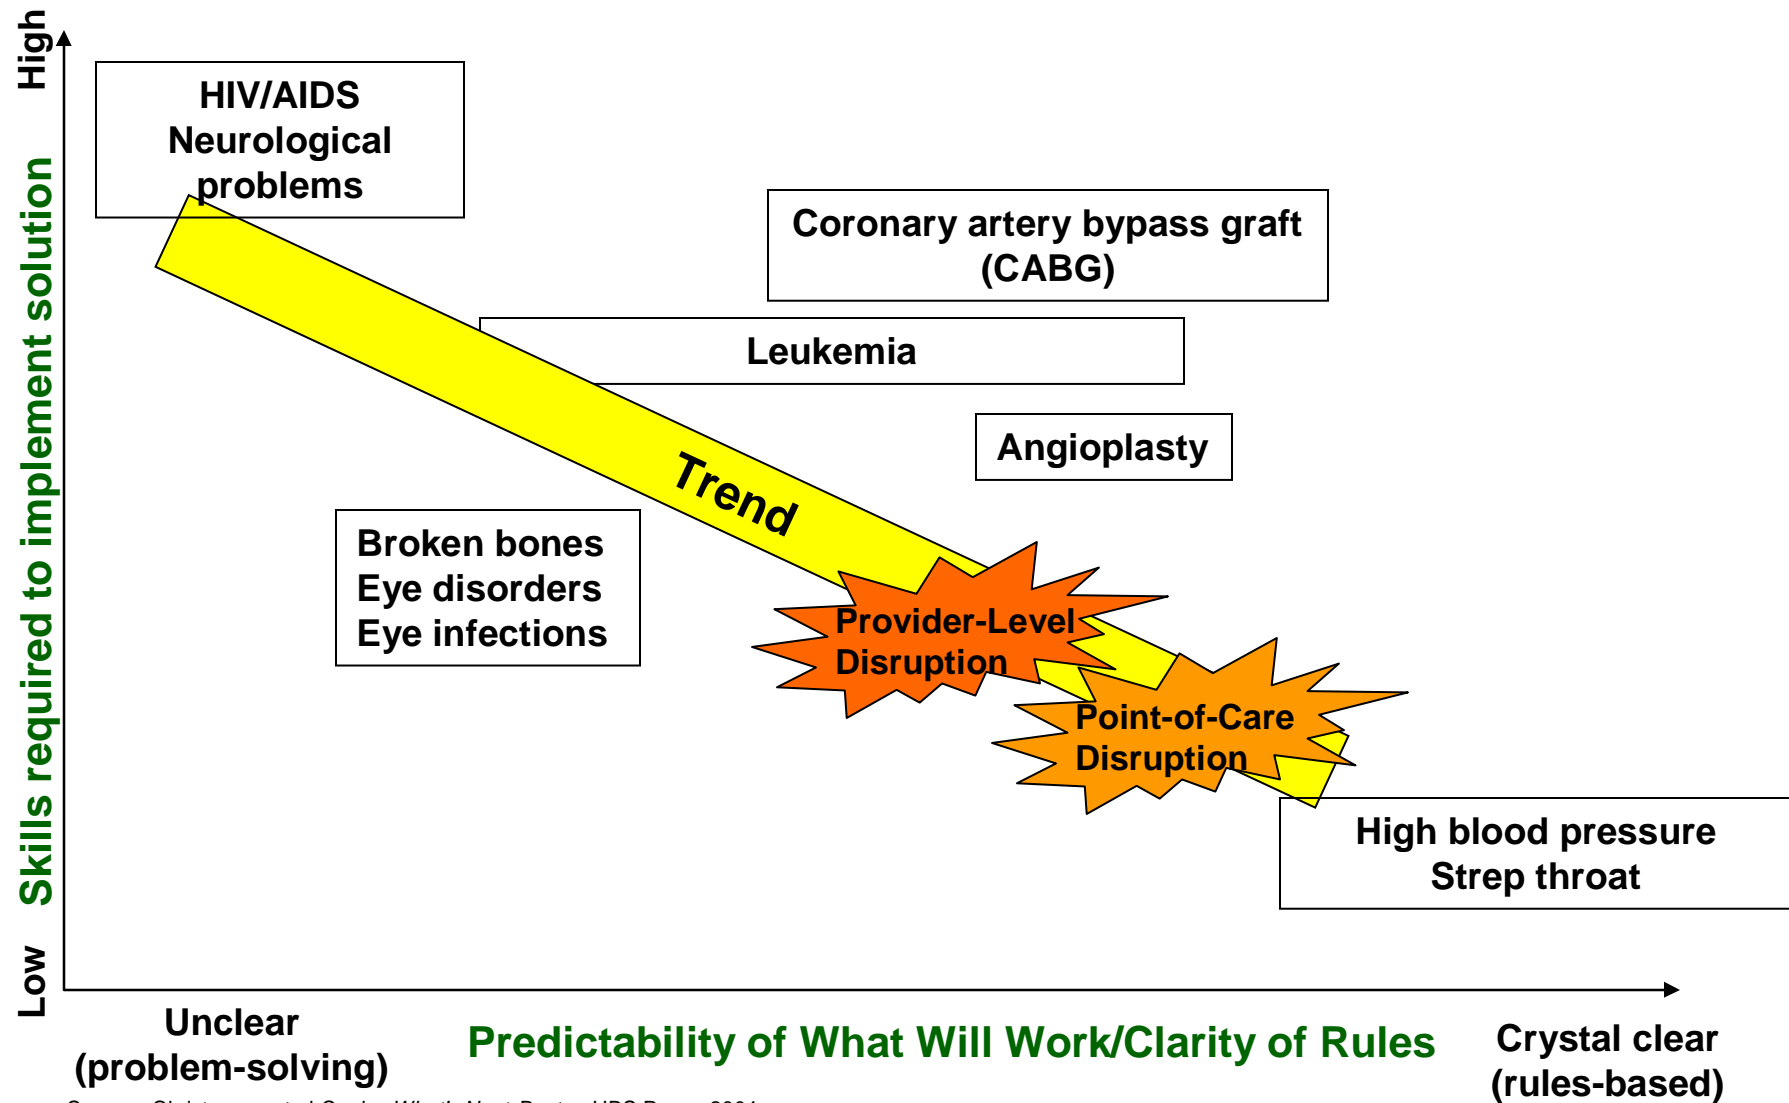 High
HIV/AIDS
Neurological
problems
Coronary artery bypass graft
(CABG)
Leukemia
Angioplasty
Trend
Broken bones
Eye disorders
Eye infections
Provider-Level
Disruption
Point-of-Care
Disruption
High blood pressure
Strep throat
Skills required to implement solution
Low
Unclear
(problem-solving)
Predictability of What Will Work/Clarity of Rules
Crystal clear
(rules-based)